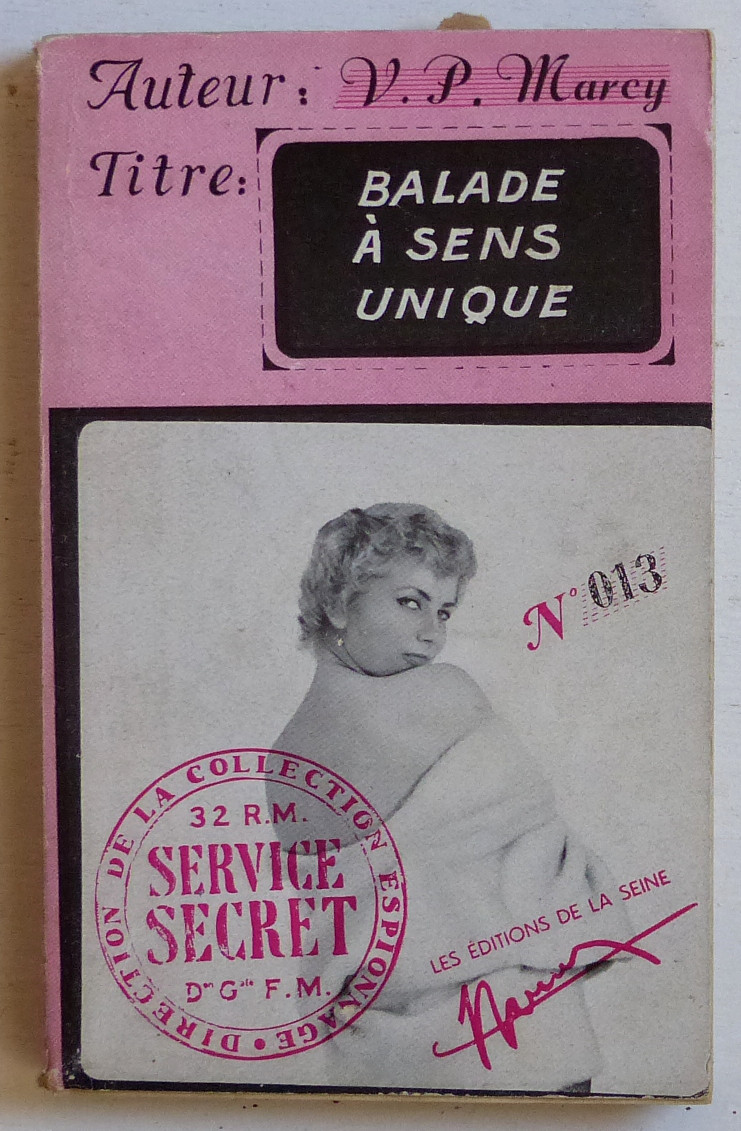 Auteur: V. P. Marcy
Titre:
BALADE
À SENS
UNIQUE
N° 013
DIRECTION DE LA COLLECTION ESPIONNAGE •
32 R.M.
SERVICE
SECRET
Dᵒⁿ Gᵃˡᵉ F.M.
LES ÉDITIONS DE LA SEINE